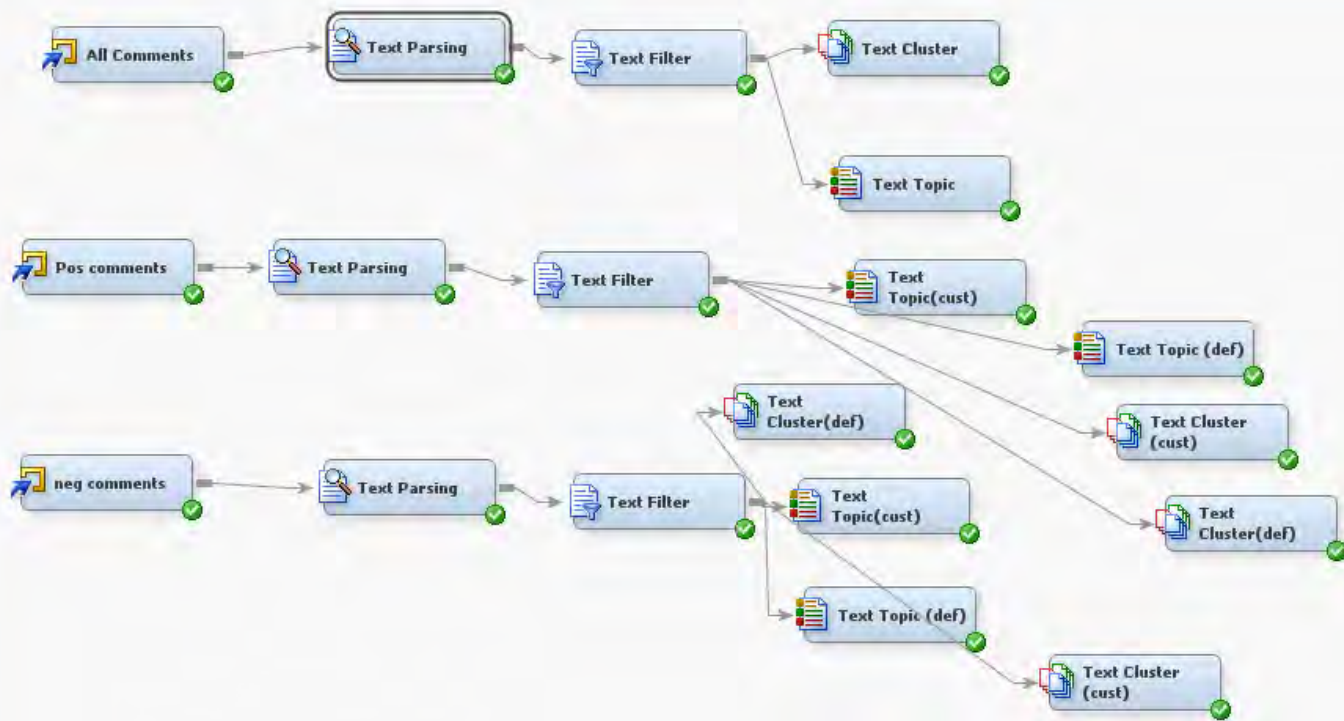 All Comments
Text Parsing
Text Filter
Text Cluster
Text Topic
Pos comments
Text Parsing
Text Filter
Text
Topic(cust)
Text Topic (def)
Text Cluster
(cust)
Text
Cluster(def)
neg comments
Text Parsing
Text Filter
Text
Cluster(def)
Text
Topic(cust)
Text Topic (def)
Text Cluster
(cust)